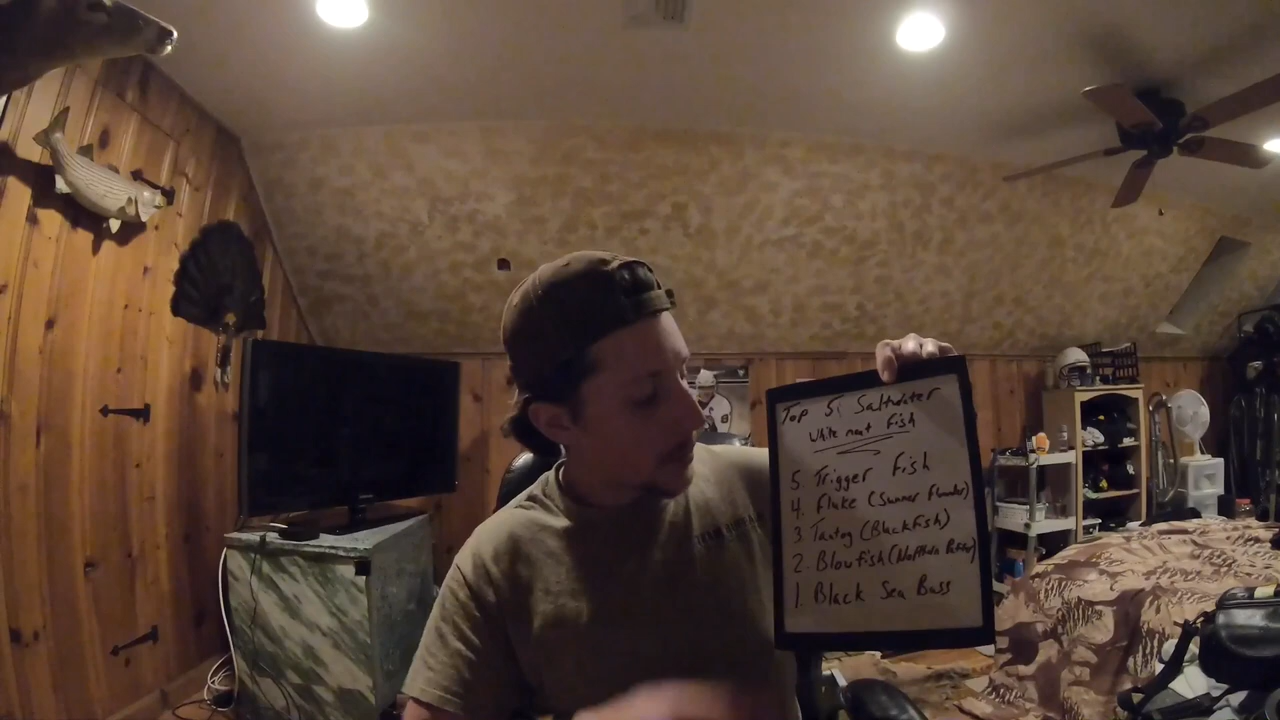 Top 5: Saltwater
White meat Fish
5 Trigger Fish
4. Fluke (Summer Flounder)
3 Tautog (Blackfish)
2. Blowfish (Northern Puffer)
1. Black Sea Bass